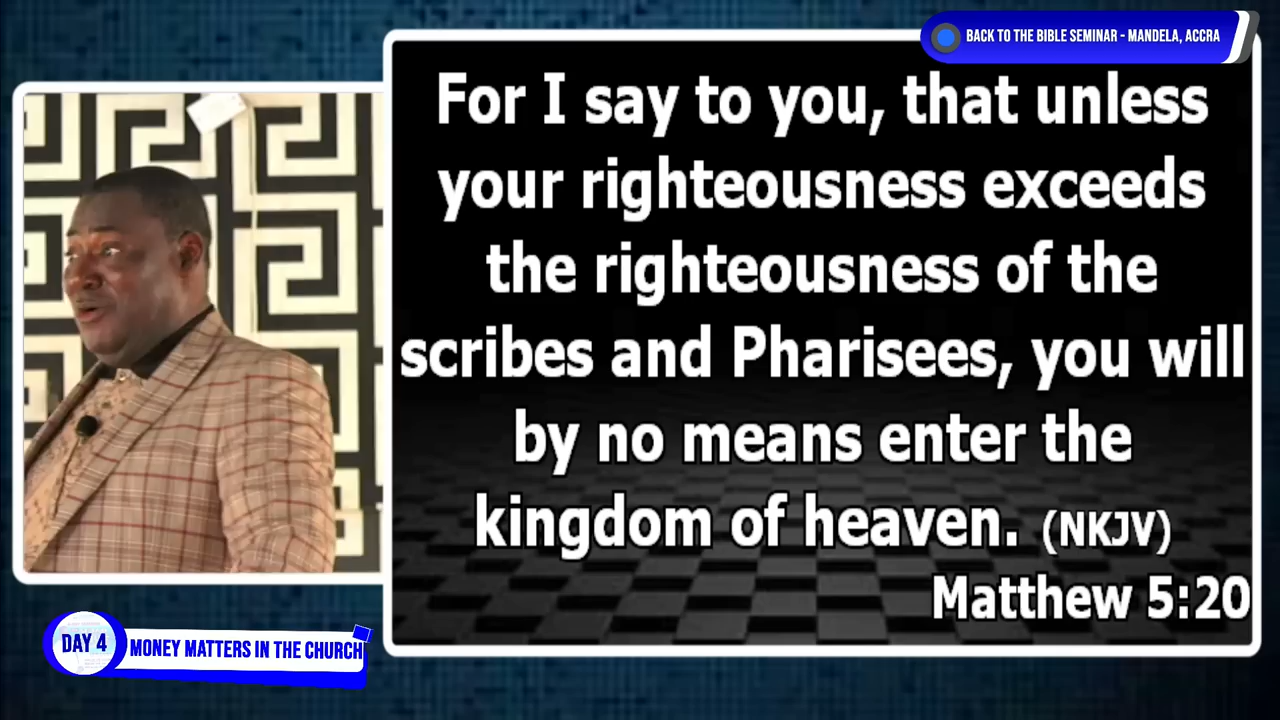 BACK TO THE BIBLE SEMINAR - MANDELA, ACCRA
For I say to you, that unless
your righteousness exceeds
the righteousness of the
scribes and Pharisees, you will
by no means enter the
kingdom of heaven. (NKJV)
Matthew 5:20
DAY 4
MONEY MATTERS IN THE CHURCH